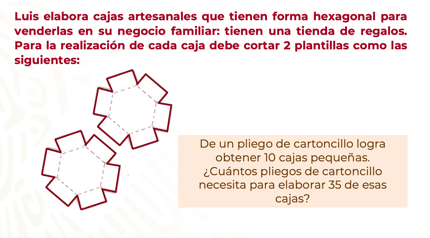 Luis elabora cajas artesanales que tienen forma hexagonal para
venderlas en su negocio familiar: tienen una tienda de regalos.
Para la realización de cada caja debe cortar 2 plantillas como las
siguientes:
De un pliego de cartoncillo logra
obtener 10 cajas pequeñas.
¿Cuántos pliegos de cartoncillo
necesita para elaborar 35 de esas
cajas?